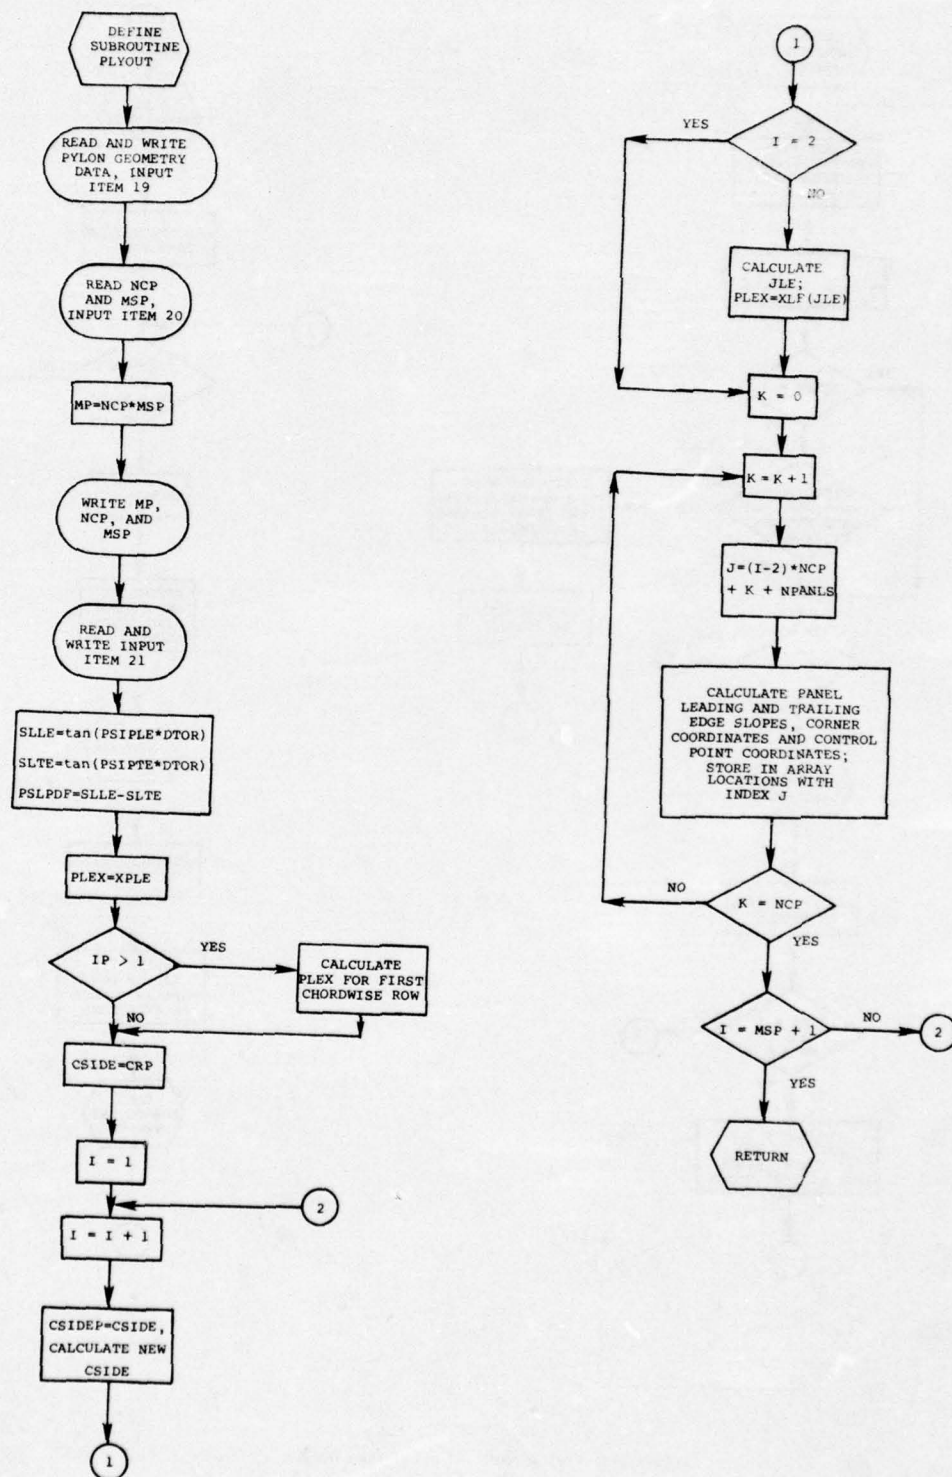 DEFINE
SUBROUTINE
PLYOUT
READ AND WRITE
PYLON GEOMETRY
DATA, INPUT
ITEM 19
READ NCP
AND MSP,
INPUT ITEM 20
MP=NCP*MSP
WRITE MP,
NCP, AND
MSP
READ AND
WRITE INPUT
ITEM 21
SLLE=tan(PSIPLE*DTOR)
SLTE=tan(PSIPTE*DTOR)
PSLPDF=SLLE-SLTE
PLEX=XPLE
IP > 1
YES
CALCULATE
PLEX FOR FIRST
CHORDWISE ROW
NO
CSIDE=CRP
I = 1
2
I = I + 1
CSIDEP=CSIDE,
CALCULATE NEW
CSIDE
1
1
YES
I = 2
NO
CALCULATE
JLE;
PLEX=XLF(JLE)
K = 0
K = K + 1
J=(I-2)*NCP
+ K + NPANLS
CALCULATE PANEL
LEADING AND TRAILING
EDGE SLOPES, CORNER
COORDINATES AND CONTROL
POINT COORDINATES;
STORE IN ARRAY
LOCATIONS WITH
INDEX J
NO
K = NCP
YES
I = MSP + 1
NO
2
YES
RETURN